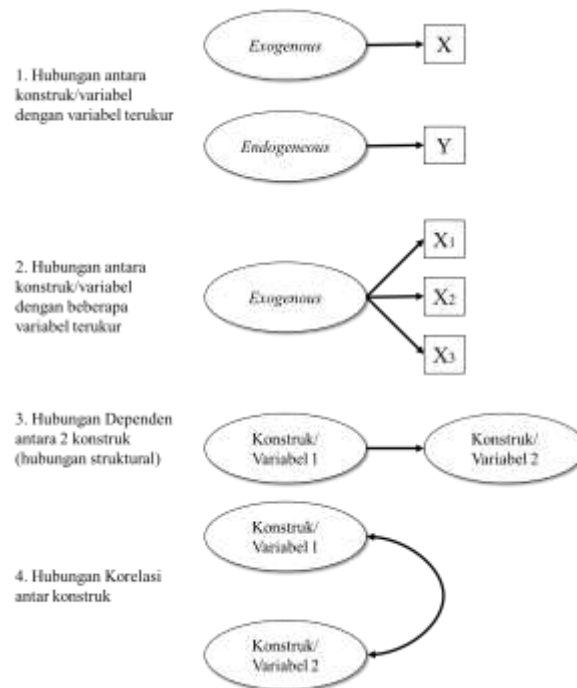 1. Hubungan antara
konstruk/variabel
dengan variabel terukur
Exogenous
X
Endogeneous
Y
2. Hubungan antara
konstruk/variabel
dengan beberapa
variabel terukur
Exogenous
X1
X2
X3
3. Hubungan Dependen
antara 2 konstruk
(hubungan struktural)
Konstruk/
Variabel 1
Konstruk/
Variabel 2
4. Hubungan Korelasi
antar konstruk
Konstruk/
Variabel 1
Konstruk/
Variabel 2